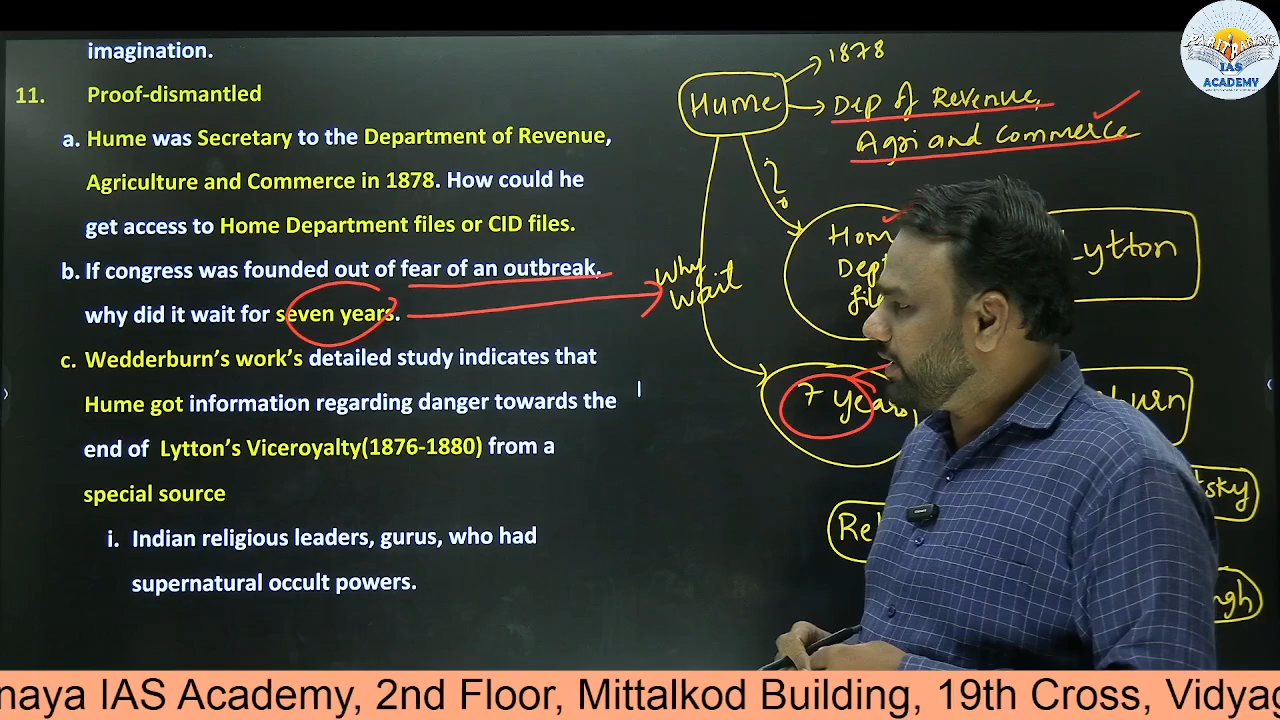 imagination.
11. Proof-dismantled
a. Hume was Secretary to the Department of Revenue,
Agriculture and Commerce in 1878. How could he
get access to Home Department files or CID files.
b. If congress was founded out of fear of an outbreak.
why did it wait for seven years.
c. Wedderburn's work's detailed study indicates that
Hume got information regarding danger towards the
end of Lytton's Viceroyalty(1876-1880) from a
special source
i. Indian religious leaders, gurus, who had
supernatural occult powers.
Hume
1878
Dep of Revenue,
Agri and Commerce
?
Why
Wait
Dept
Lytton
7 years
IAS
ACADEMY
naya IAS Academy, 2nd Floor, Mittalkod Building, 19th Cross, Vidyag